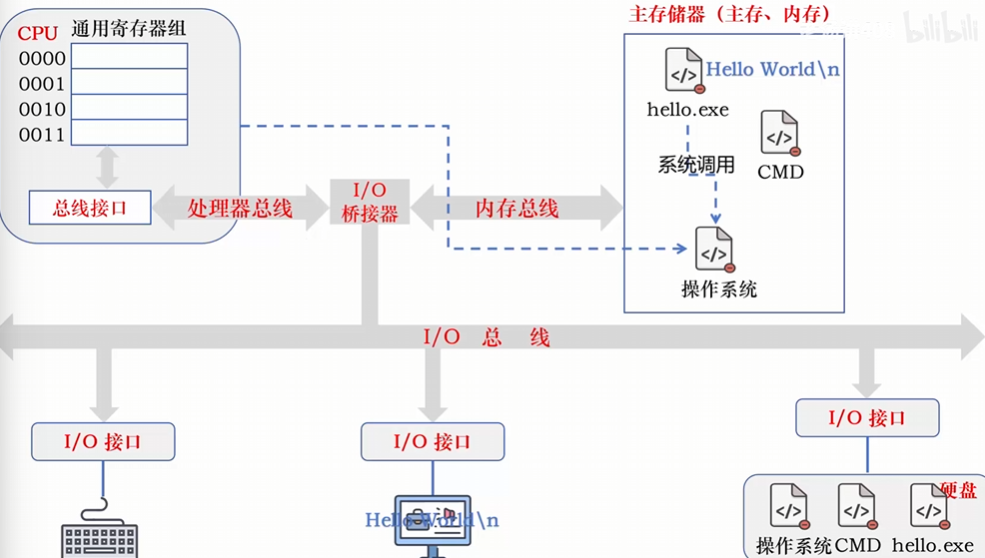 主存储器（主存、内存）
bilibili
CPU 通用寄存器组
0000
0001
0010
0011
Hello World\n
hello.exe
系统调用
CMD
操作系统
总线接口
处理器总线
I/O
桥接器
内存总线
I/O 总 线
I/O 接口
I/O 接口
I/O 接口
Hello World\n
硬盘
操作系统 CMD hello.exe